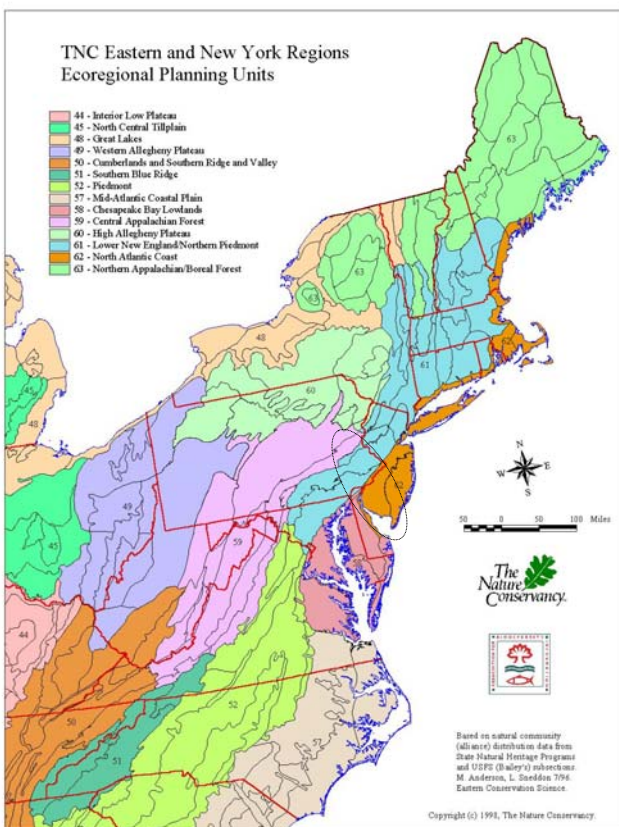 TNC Eastern and New York Regions
Ecoregional Planning Units
44 - Interior Low Plateau
45 - North Central Tillplain
48 - Great Lakes
49 - Western Allegheny Plateau
50 - Cumberlands and Southern Ridge and Valley
51 - Southern Blue Ridge
52 - Piedmont
57 - Mid-Atlantic Coastal Plain
58 - Chesapeake Bay Lowlands
59 - Central Appalachian Forest
60 - High Allegheny Plateau
61 - Lower New England/Northern Piedmont
62 - North Atlantic Coast
63 - Northern Appalachian/Boreal Forest
63
63
63
48
62
61
60
45
48
62
49
59
45
44
52
50
57
51
N
W E
S
50 0 50 100 Miles
The
Nature
Conservancy.
Based on natural community
(alliance) distribution data from
State Natural Heritage Programs
and USFS (Bailey's) subsections.
M. Anderson, L. Sneddon 7/96.
Eastern Conservation Science.
Copyright (c) 1998, The Nature Conservancy.